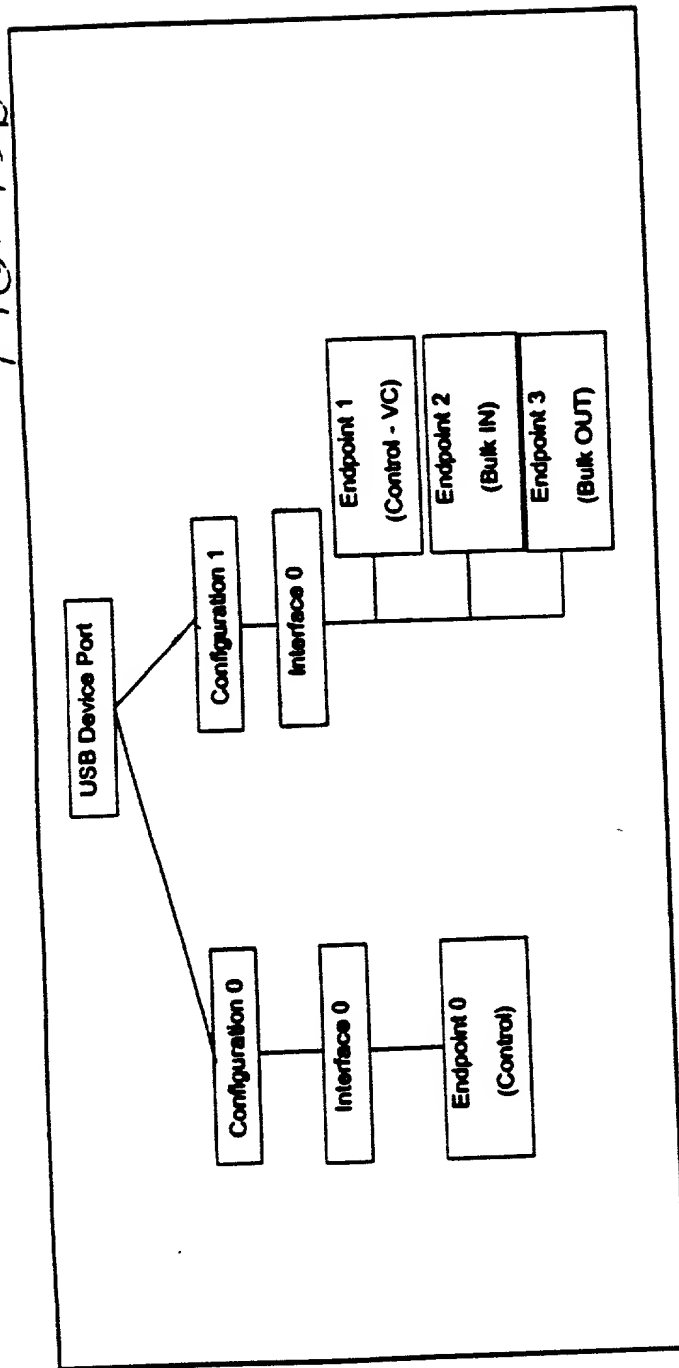 USB Device Port
Configuration 0
Configuration 1
Interface 0
Interface 0
Endpoint 0
(Control)
Endpoint 1
(Control - VC)
Endpoint 2
(Bulk IN)
Endpoint 3
(Bulk OUT)